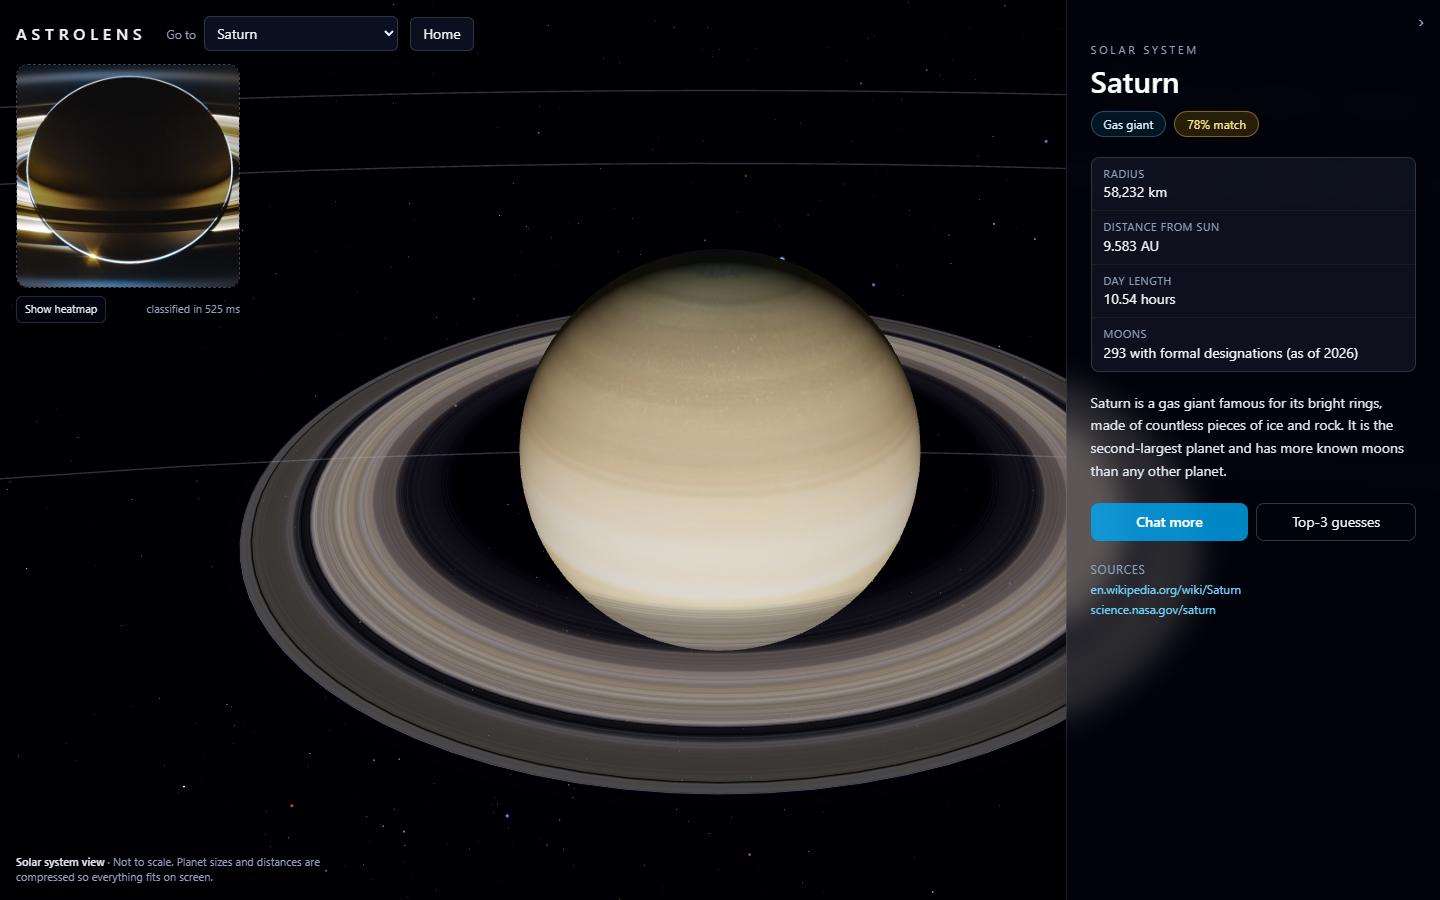 ASTROLENS Go to Saturn Home
Show heatmap classified in 525 ms
Solar system view · Not to scale. Planet sizes and distances are
compressed so everything fits on screen.
›
SOLAR SYSTEM
Saturn
Gas giant 78% match
RADIUS
58,232 km
DISTANCE FROM SUN
9.583 AU
DAY LENGTH
10.54 hours
MOONS
293 with formal designations (as of 2026)
Saturn is a gas giant famous for its bright rings,
made of countless pieces of ice and rock. It is the
second-largest planet and has more known moons
than any other planet.
Chat more Top-3 guesses
SOURCES
en.wikipedia.org/wiki/Saturn
science.nasa.gov/saturn